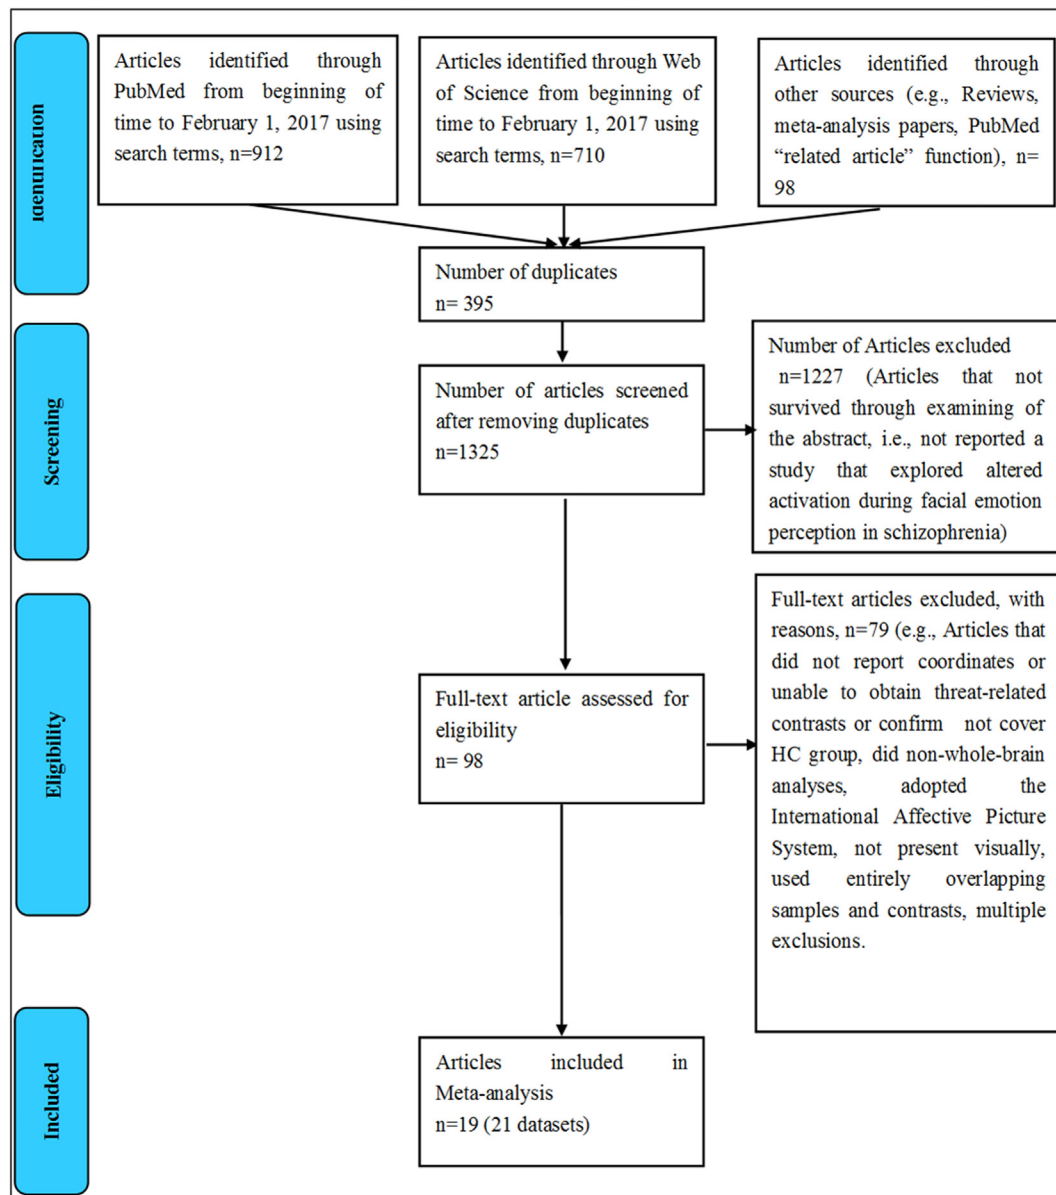 Identification
Articles identified through
PubMed from beginning of
time to February 1, 2017 using
search terms, n=912
Articles identified through Web
of Science from beginning of
time to February 1, 2017 using
search terms, n=710
Articles identified through
other sources (e.g., Reviews,
meta-analysis papers, PubMed
“related article” function), n=
98
Number of duplicates
n= 395
Screening
Number of articles screened
after removing duplicates
n=1325
Number of Articles excluded
n=1227 (Articles that not
survived through examining of
the abstract, i.e., not reported a
study that explored altered
activation during facial emotion
perception in schizophrenia)
Eligibility
Full-text article assessed for
eligibility
n= 98
Full-text articles excluded, with
reasons, n=79 (e.g., Articles that
did not report coordinates or
unable to obtain threat-related
contrasts or confirm not cover
HC group, did non-whole-brain
analyses, adopted the
International Affective Picture
System, not present visually,
used entirely overlapping
samples and contrasts, multiple
exclusions.
Included
Articles included in
Meta-analysis
n=19 (21 datasets)